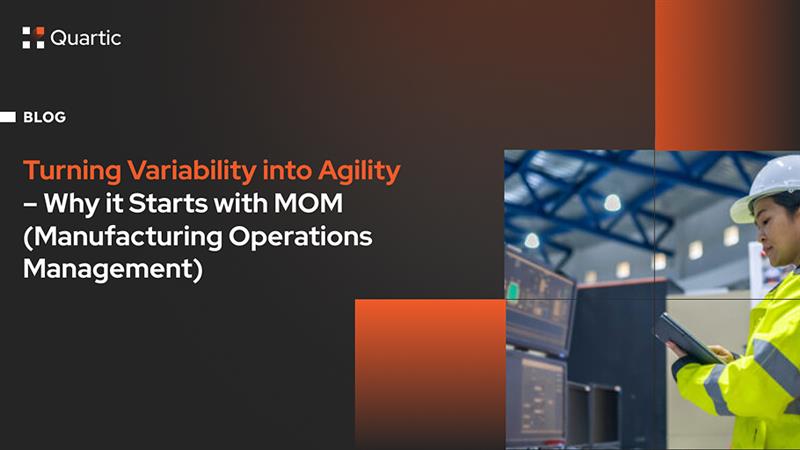 Quartic
BLOG
Turning Variability into Agility
– Why it Starts with MOM
(Manufacturing Operations
Management)